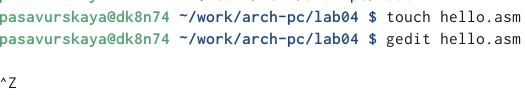 pasavurskaya@dk8n74 ~/work/arch-pc/lab04 $ touch hello.asm
pasavurskaya@dk8n74 ~/work/arch-pc/lab04 $ gedit hello.asm
^Z